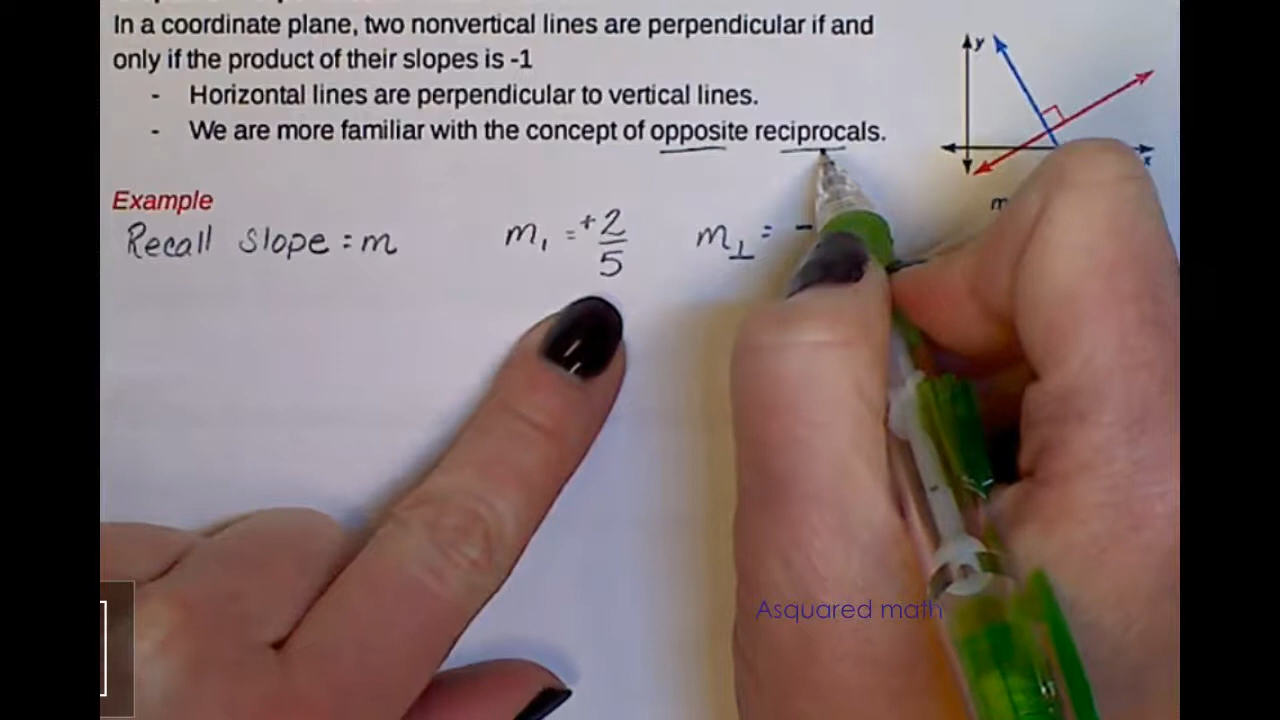 In a coordinate plane, two nonvertical lines are perpendicular if and
only if the product of their slopes is -1
- Horizontal lines are perpendicular to vertical lines.
- We are more familiar with the concept of opposite reciprocals.
y
x
m
Example
Recall slope = m m₁ = +2/5 m⊥ = -
Asquared math